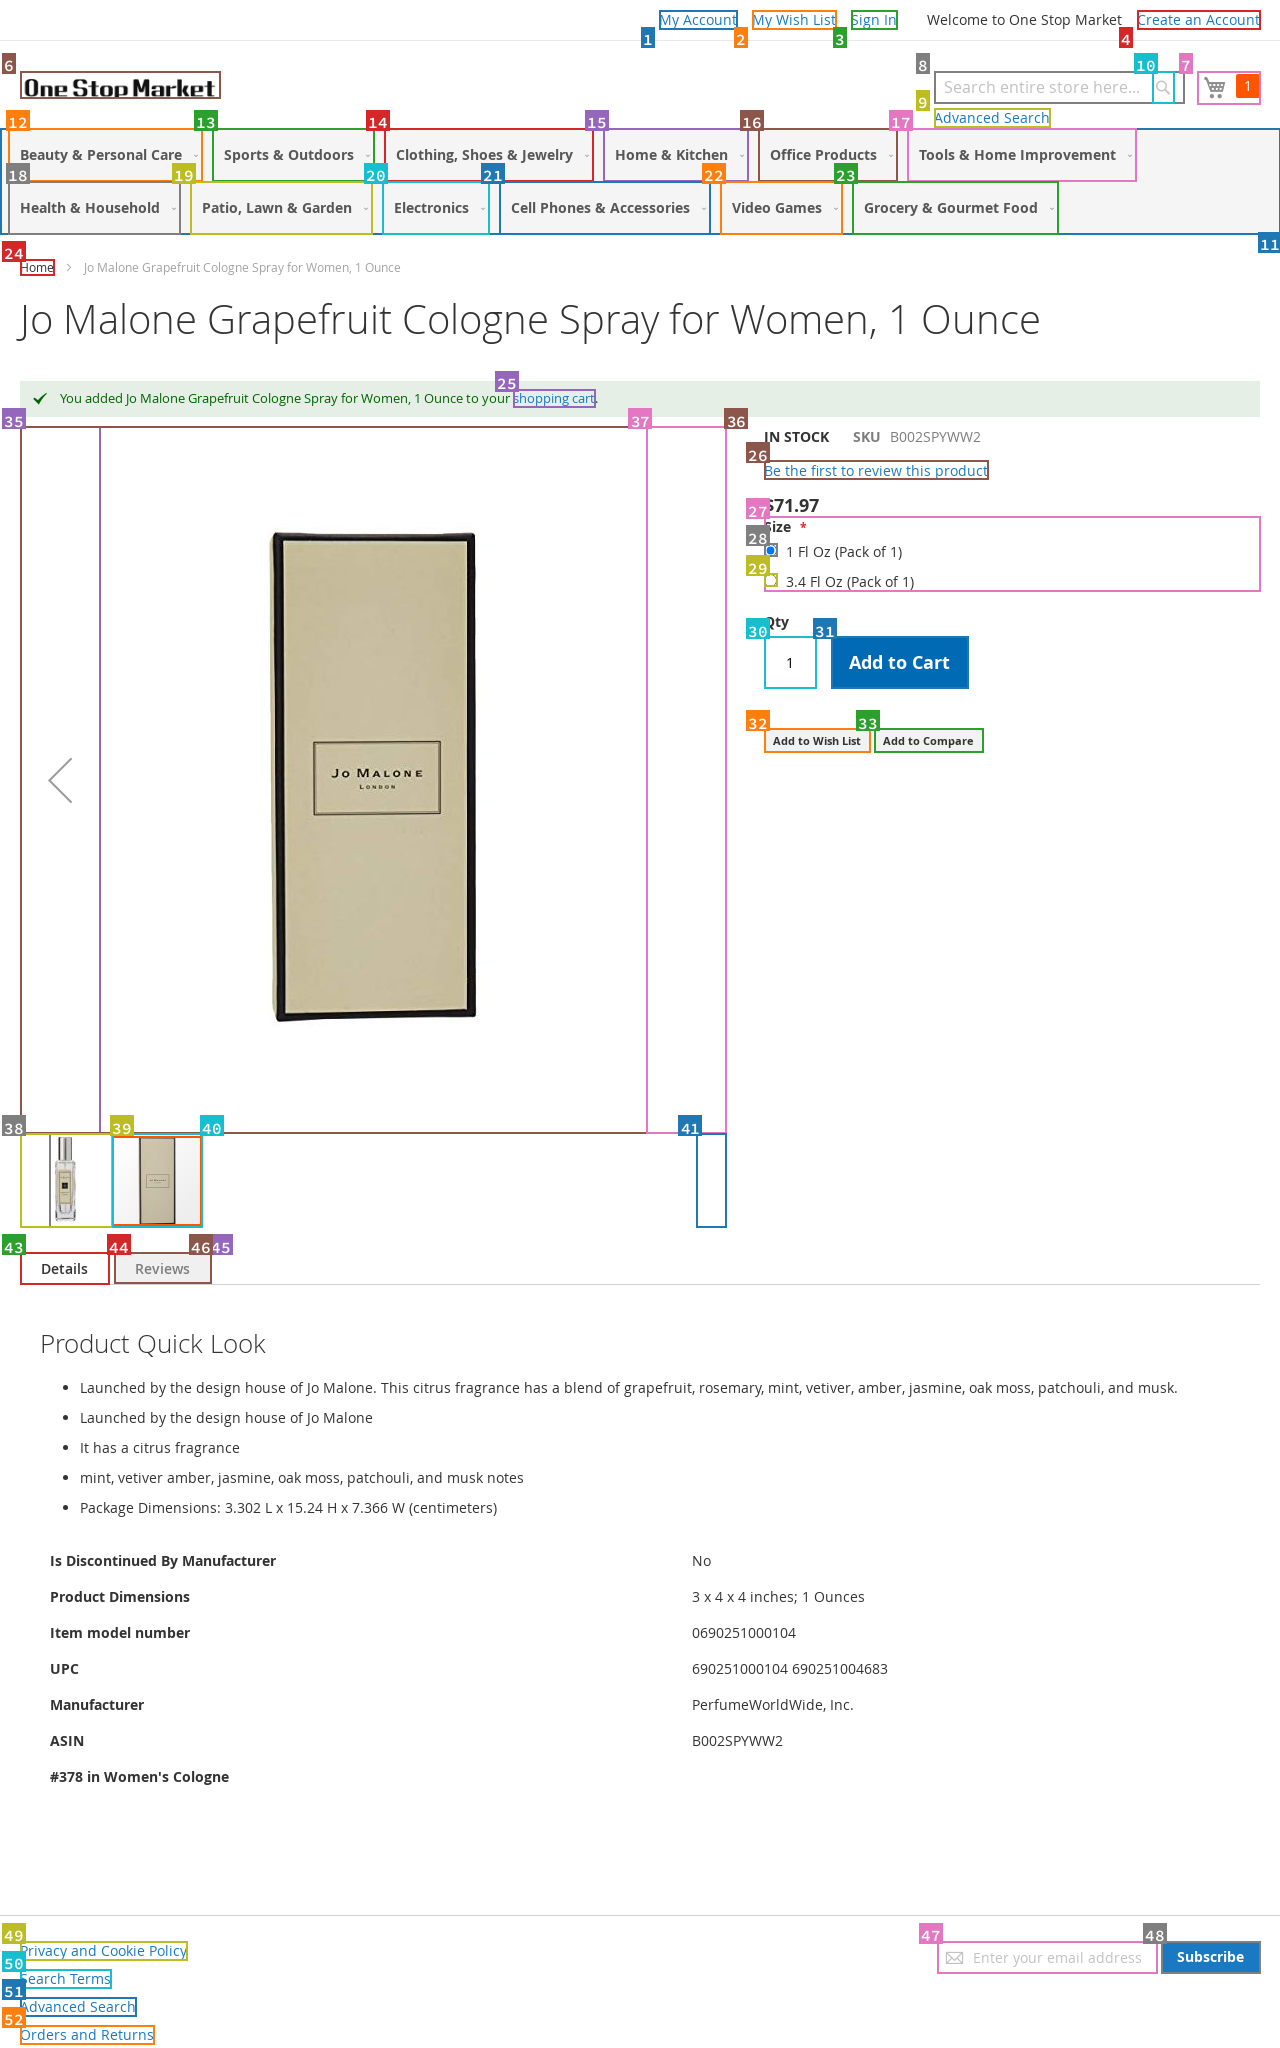 My Account My Wish List Sign In Welcome to One Stop Market Create an Account
1 2 3 4
6 8 10 7
One Stop Market Search entire store here... 1
9 Advanced Search
12 13 14 15 16 17
Beauty & Personal Care Sports & Outdoors Clothing, Shoes & Jewelry Home & Kitchen Office Products Tools & Home Improvement
18 19 20 21 22 23
Health & Household Patio, Lawn & Garden Electronics Cell Phones & Accessories Video Games Grocery & Gourmet Food
11
24
Home Jo Malone Grapefruit Cologne Spray for Women, 1 Ounce
Jo Malone Grapefruit Cologne Spray for Women, 1 Ounce
25
You added Jo Malone Grapefruit Cologne Spray for Women, 1 Ounce to your shopping cart.
35 37 36
IN STOCK SKU B002SPYWW2
26
Be the first to review this product
27 $71.97
Size *
28
1 Fl Oz (Pack of 1)
29
3.4 Fl Oz (Pack of 1)
Qty
30 31
1 Add to Cart
32 33
Add to Wish List Add to Compare
JO MALONE
LONDON
38 39 40 41
43 44 46 45
Details Reviews
Product Quick Look
Launched by the design house of Jo Malone. This citrus fragrance has a blend of grapefruit, rosemary, mint, vetiver, amber, jasmine, oak moss, patchouli, and musk.
Launched by the design house of Jo Malone
It has a citrus fragrance
mint, vetiver amber, jasmine, oak moss, patchouli, and musk notes
Package Dimensions: 3.302 L x 15.24 H x 7.366 W (centimeters)
Is Discontinued By Manufacturer No
Product Dimensions 3 x 4 x 4 inches; 1 Ounces
Item model number 0690251000104
UPC 690251000104 690251004683
Manufacturer PerfumeWorldWide, Inc.
ASIN B002SPYWW2
#378 in Women's Cologne
49 47 48
Privacy and Cookie Policy Enter your email address Subscribe
50
Search Terms
51
Advanced Search
52
Orders and Returns